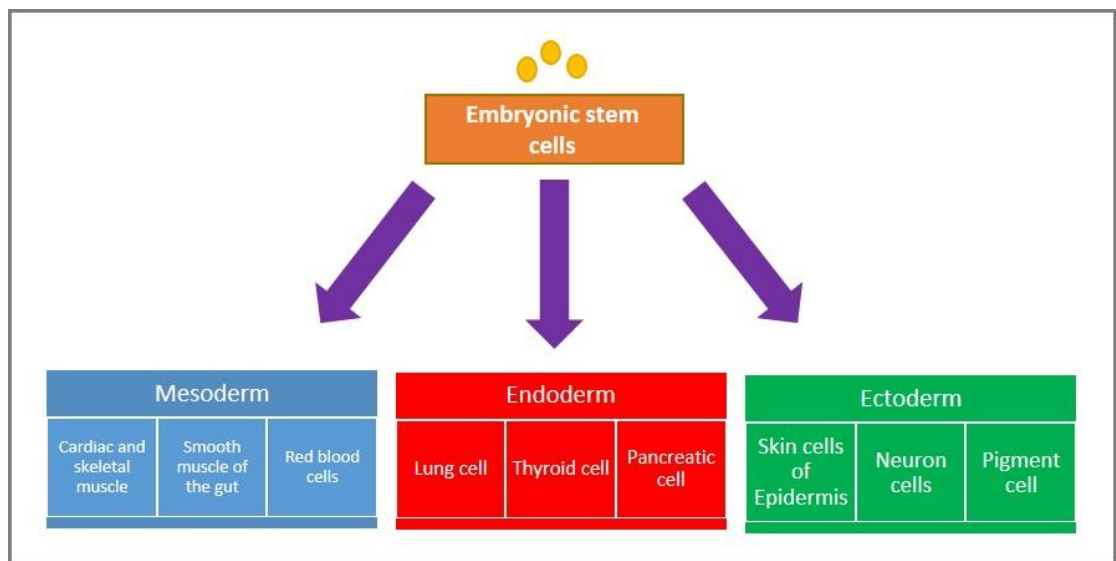 Embryonic stem
cells
Mesoderm
Cardiac and
skeletal
muscle
Smooth
muscle of
the gut
Red blood
cells
Endoderm
Lung cell
Thyroid cell
Pancreatic
cell
Ectoderm
Skin cells
of
Epidermis
Neuron
cells
Pigment
cell